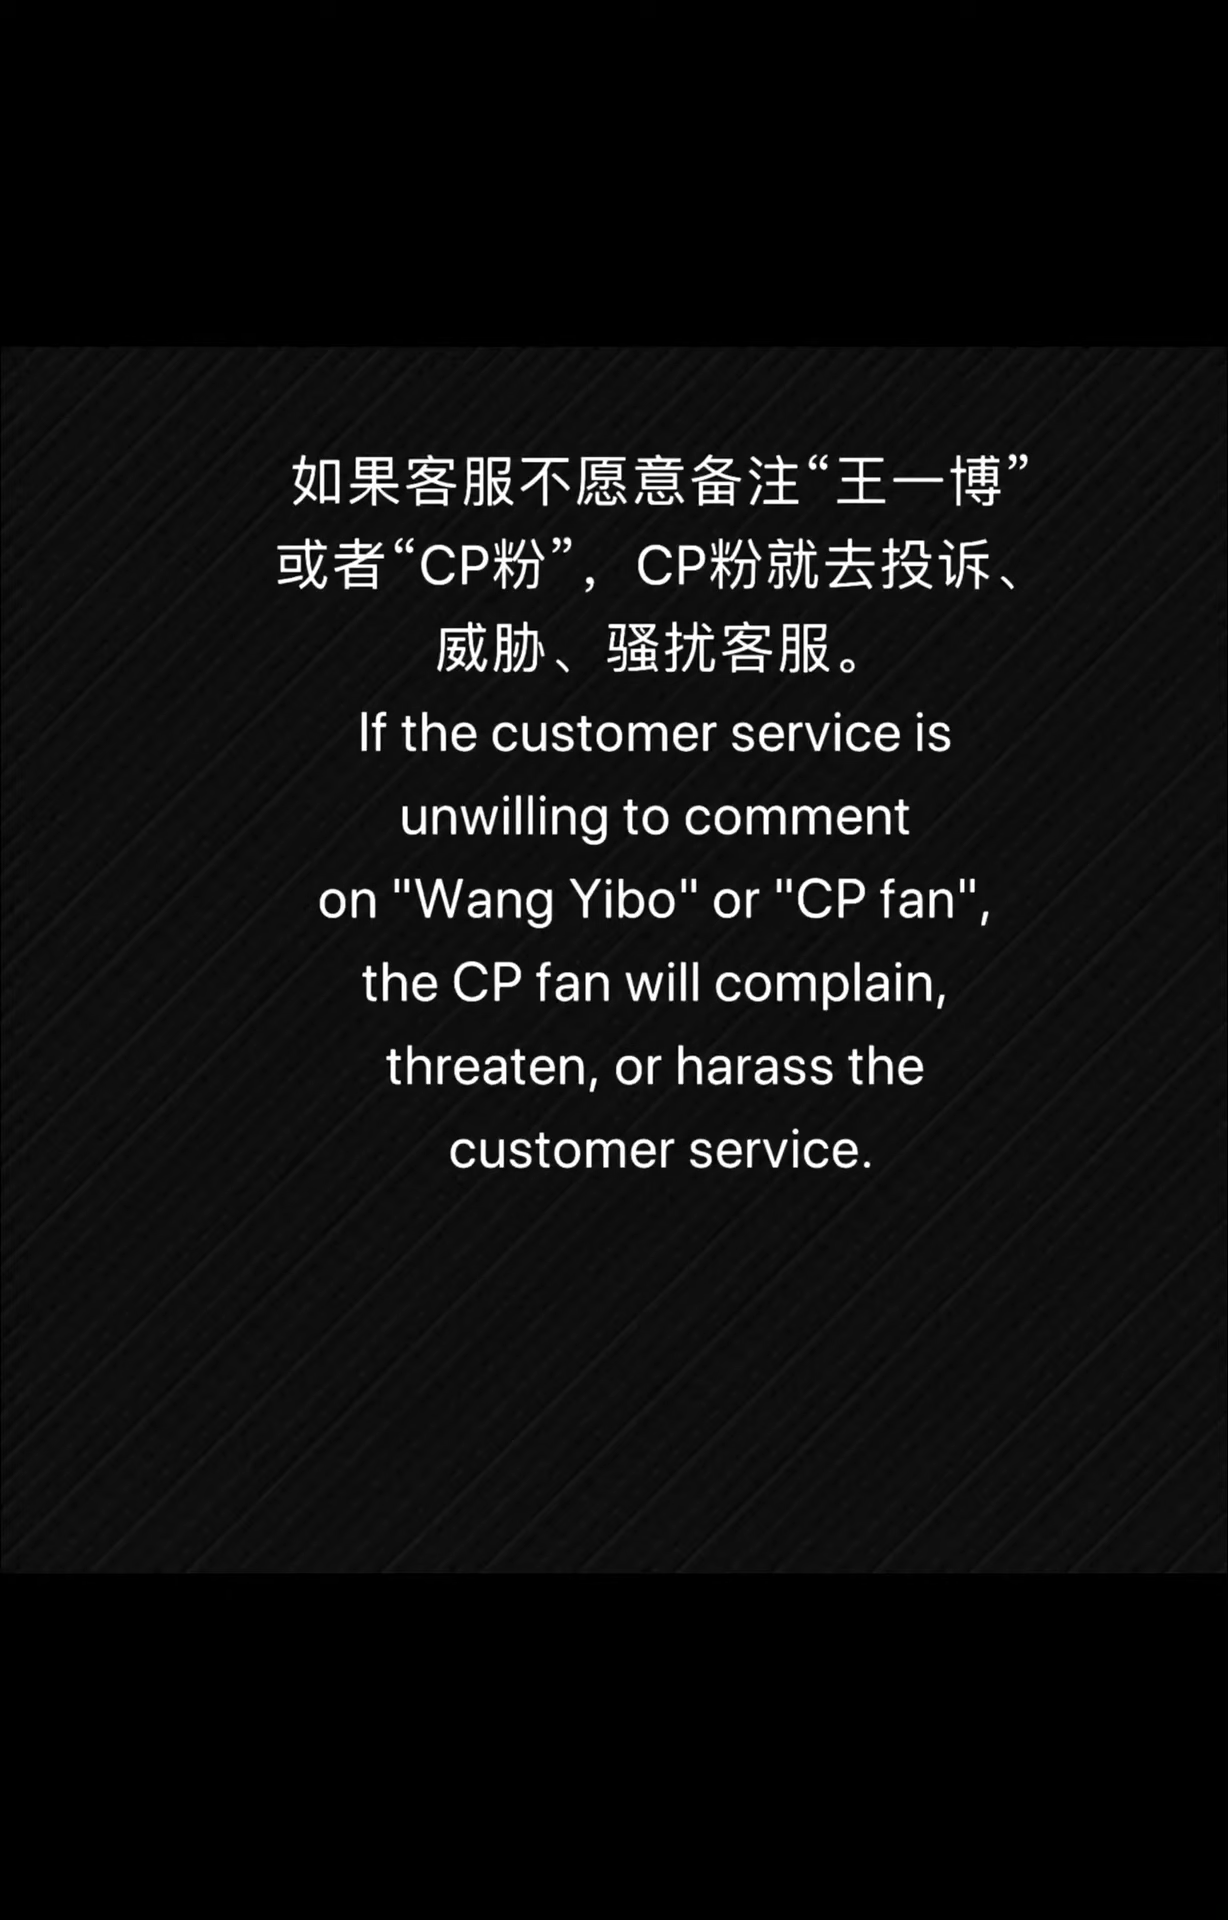 如果客服不愿意备注“王一博”
或者“CP粉”，CP粉就去投诉、
威胁、骚扰客服。
If the customer service is
unwilling to comment
on "Wang Yibo" or "CP fan",
the CP fan will complain,
threaten, or harass the
customer service.